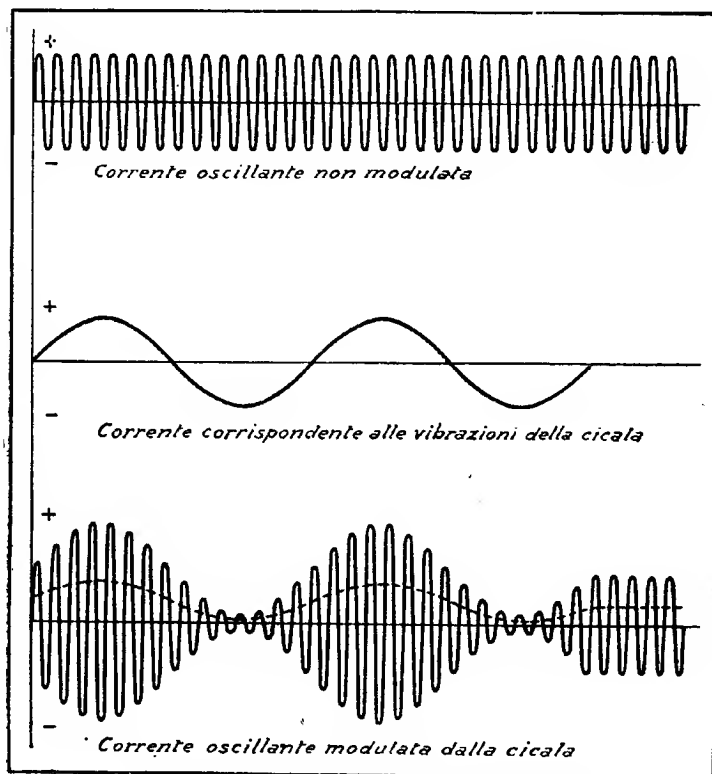 +
-
Corrente oscillante non modulata
+
-
Corrente corrispondente alle vibrazioni della cicala
+
-
Corrente oscillante modulata dalla cicala